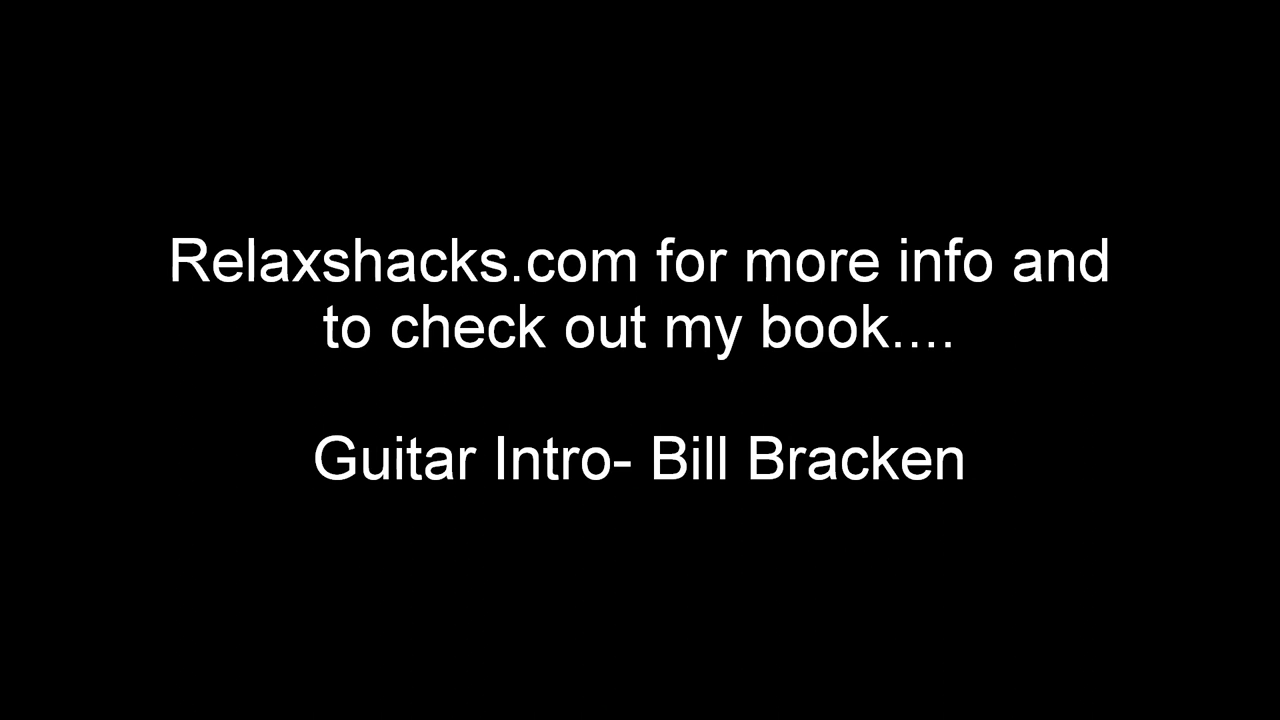 Relaxshacks.com for more info and
to check out my book....
Guitar Intro- Bill Bracken